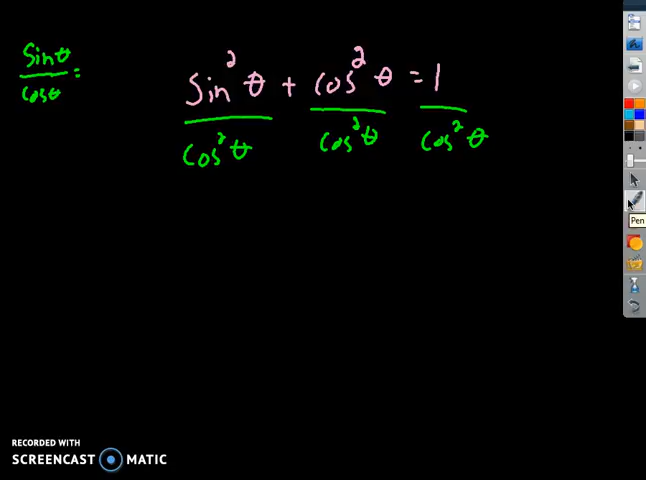 sinθ
cosθ =
sin²θ + cos²θ = 1
cos²θ cos²θ cos²θ
Pen
RECORDED WITH
SCREENCAST MATIC